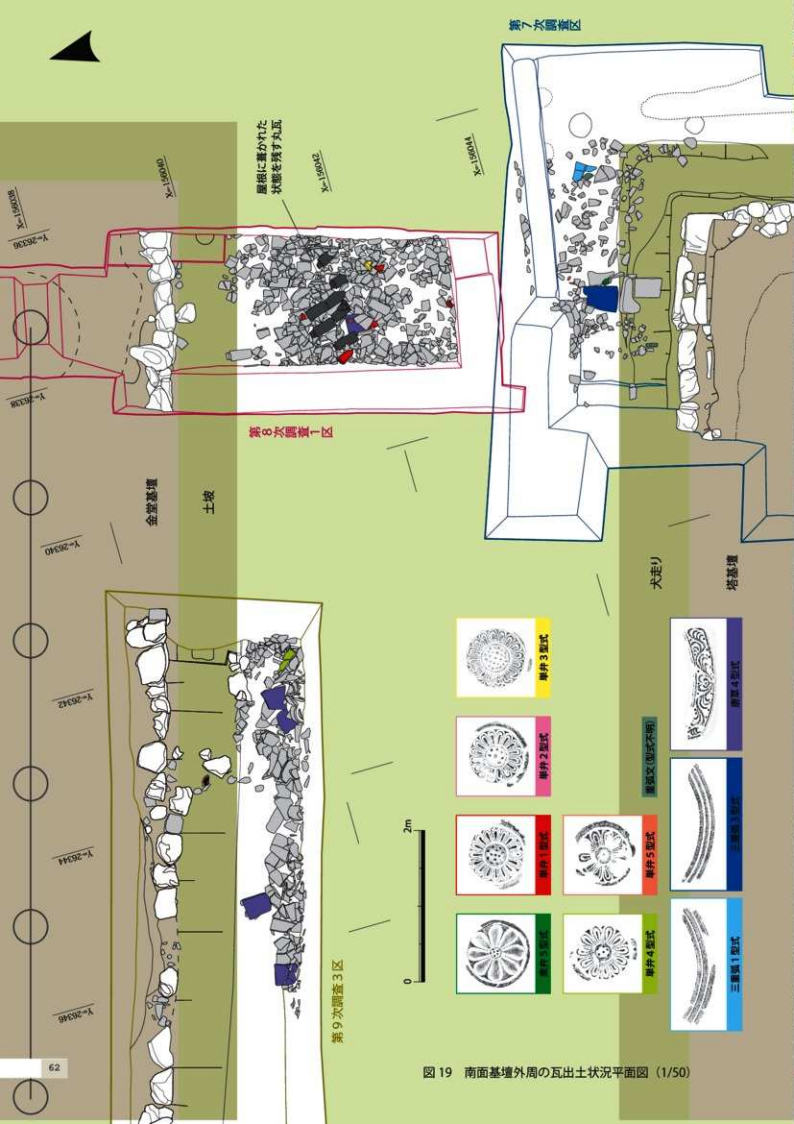 第7次調査区
屋根に葺かれた
状態を残す丸瓦
X=-156038
X=-156040
X=-156042
X=-156044
Y=-26336
Y=-26338
Y=-26340
Y=-26342
Y=-26344
Y=-26346
第8次調査1区
金堂基壇
土坡
犬走り
塔基壇
第9次調査3区
0
2m
単弁3型式
単弁2型式
単弁1型式
単弁5型式
単弁4型式
重弧文(型式不明)
唐草4型式
三重弧3型式
三重弧1型式
62
図19 南面基壇外周の瓦出土状況平面図(1/50)